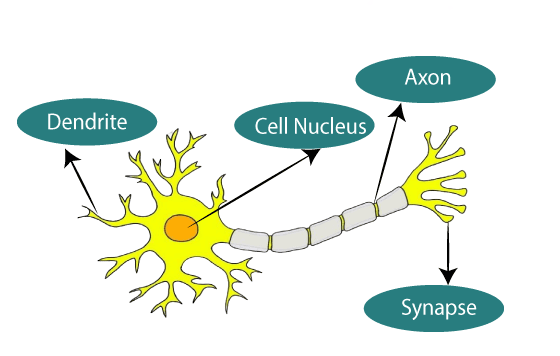 Axon
Dendrite
Cell Nucleus
Synapse